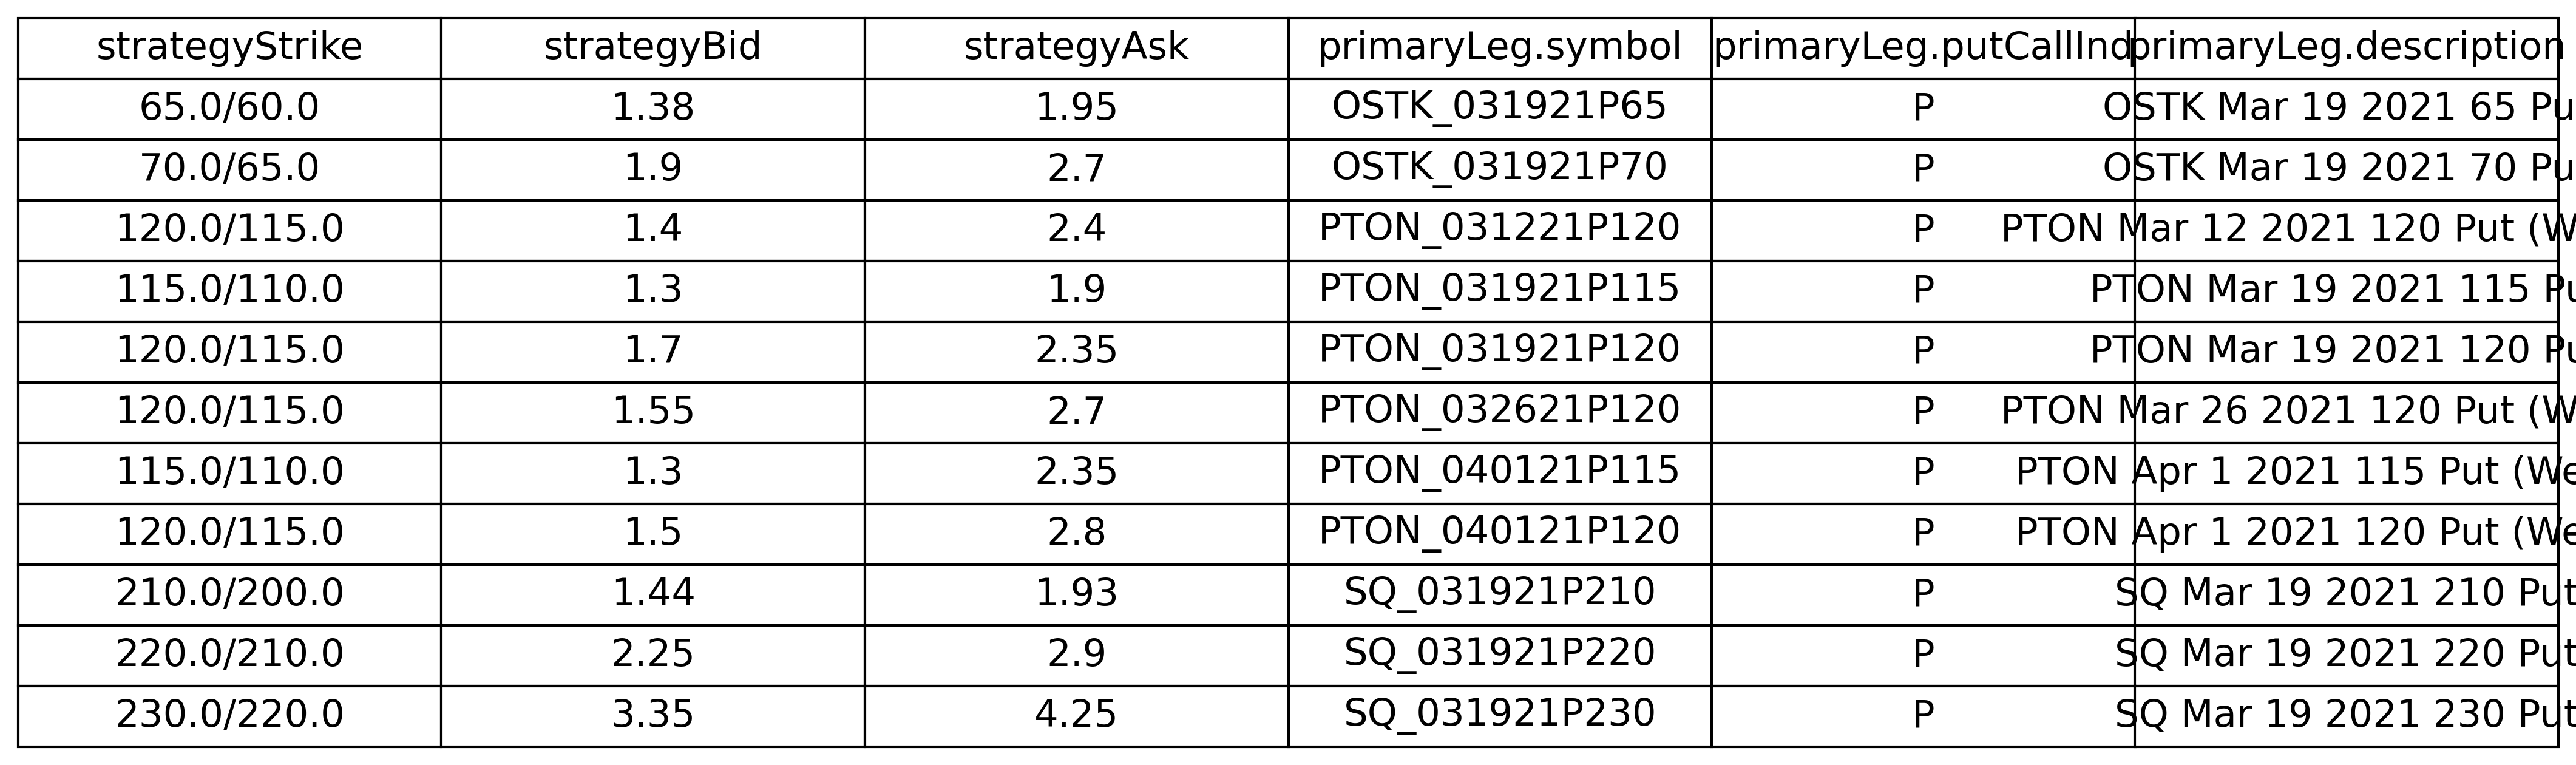 strategyStrike strategyBid strategyAsk primaryLeg.symbol primaryLeg.putCallInd primaryLeg.description
65.0/60.0 1.38 1.95 OSTK_031921P65 P OSTK Mar 19 2021 65 Pu
70.0/65.0 1.9 2.7 OSTK_031921P70 P OSTK Mar 19 2021 70 Pu
120.0/115.0 1.4 2.4 PTON_031221P120 P PTON Mar 12 2021 120 Put (W
115.0/110.0 1.3 1.9 PTON_031921P115 P PTON Mar 19 2021 115 Pu
120.0/115.0 1.7 2.35 PTON_031921P120 P PTON Mar 19 2021 120 Pu
120.0/115.0 1.55 2.7 PTON_032621P120 P PTON Mar 26 2021 120 Put (W
115.0/110.0 1.3 2.35 PTON_040121P115 P PTON Apr 1 2021 115 Put (We
120.0/115.0 1.5 2.8 PTON_040121P120 P PTON Apr 1 2021 120 Put (We
210.0/200.0 1.44 1.93 SQ_031921P210 P SQ Mar 19 2021 210 Put
220.0/210.0 2.25 2.9 SQ_031921P220 P SQ Mar 19 2021 220 Put
230.0/220.0 3.35 4.25 SQ_031921P230 P SQ Mar 19 2021 230 Put